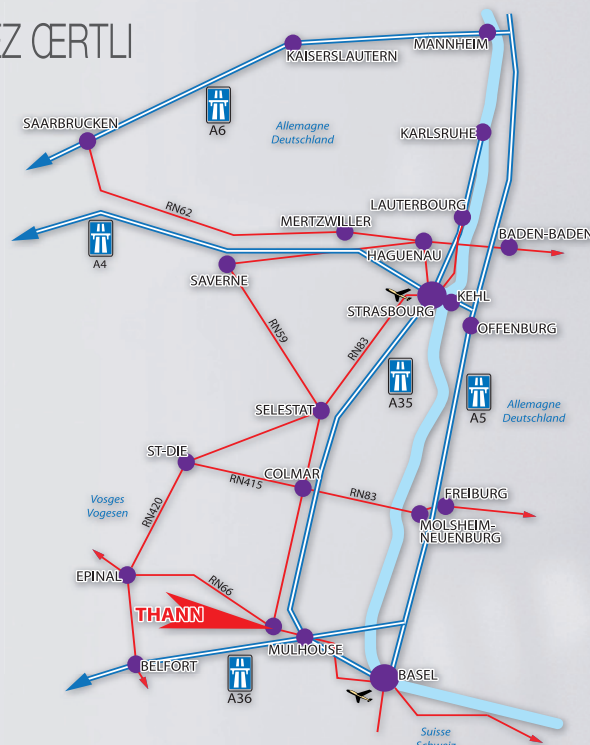 EZ ŒRTLI
MANNHEIM
KAISERSLAUTERN
A6
SAARBRUCKEN
Allemagne
Deutschland
KARLSRUHE
RN62
LAUTERBOURG
MERTZWILLER
BADEN-BADEN
A4
HAGUENAU
SAVERNE
KEHL
STRASBOURG
OFFENBURG
RN59
RN83
A35
A5
Allemagne
Deutschland
SELESTAT
ST-DIE
COLMAR
RN415
RN83
FREIBURG
Vosges
Vogesen
RN420
MOLSHEIM-
NEUENBURG
EPINAL
RN66
THANN
MULHOUSE
BELFORT
A36
BASEL
Suisse
Schweiz